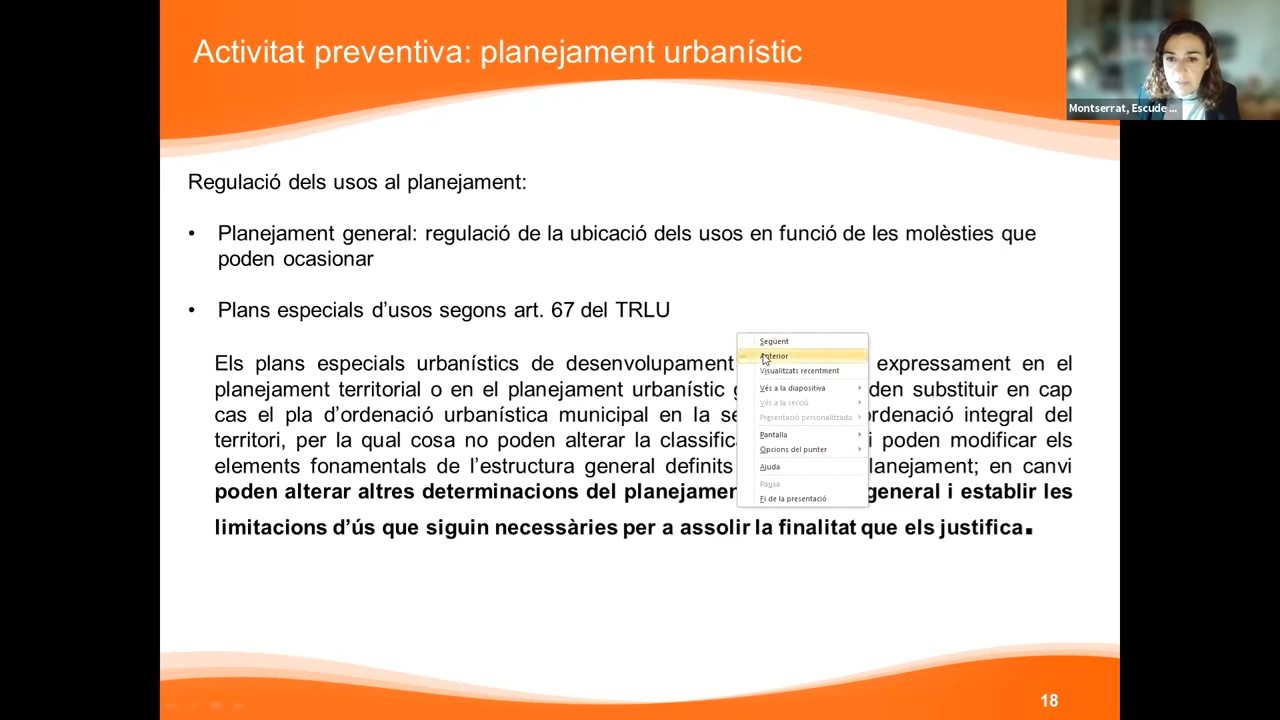 Activitat preventiva: planejament urbanístic
Montserrat, Escude ...
Regulació dels usos al planejament:
• Planejament general: regulació de la ubicació dels usos en funció de les molèsties que
poden ocasionar
• Plans especials d’usos segons art. 67 del TRLU
Els plans especials urbanístics de desenvolupament expressament en el
planejament territorial o en el planejament urbanístic den substituir en cap
cas el pla d’ordenació urbanística municipal en la ordenació integral del
territori, per la qual cosa no poden alterar la i poden modificar els
elements fonamentals de l’estructura general definits planejament; en canvi
poden alterar altres determinacions del general i establir les
limitacions d’ús que siguin necessàries per a assolir la finalitat que els justifica.
Següent
Anterior
Visualitzats recentment
Vés a la diapositiva
Vés a la secció
Presentació personalitzada
Pantalla
Opcions del punter
Ajuda
Pausa
Fi de la presentació
18